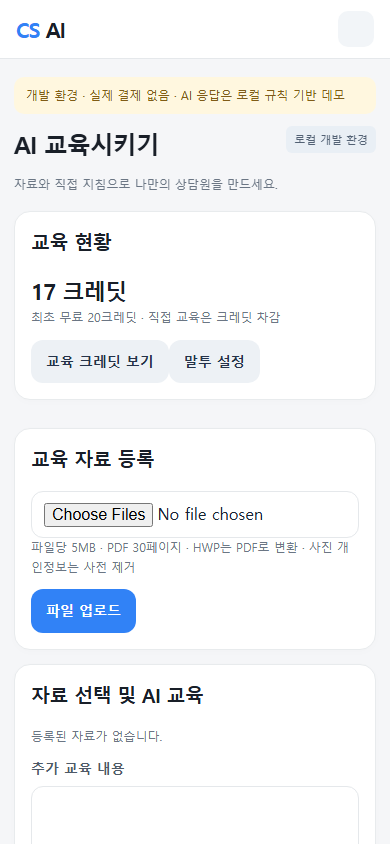 CS AI
개발 환경 · 실제 결제 없음 · AI 응답은 로컬 규칙 기반 데모
AI 교육시키기
로컬 개발 환경
자료와 직접 지침으로 나만의 상담원을 만드세요.
교육 현황
17 크레딧
최초 무료 20크레딧 · 직접 교육은 크레딧 차감
교육 크레딧 보기
말투 설정
교육 자료 등록
Choose Files No file chosen
파일당 5MB · PDF 30페이지 · HWP는 PDF로 변환 · 사진 개
인정보는 사전 제거
파일 업로드
자료 선택 및 AI 교육
등록된 자료가 없습니다.
추가 교육 내용